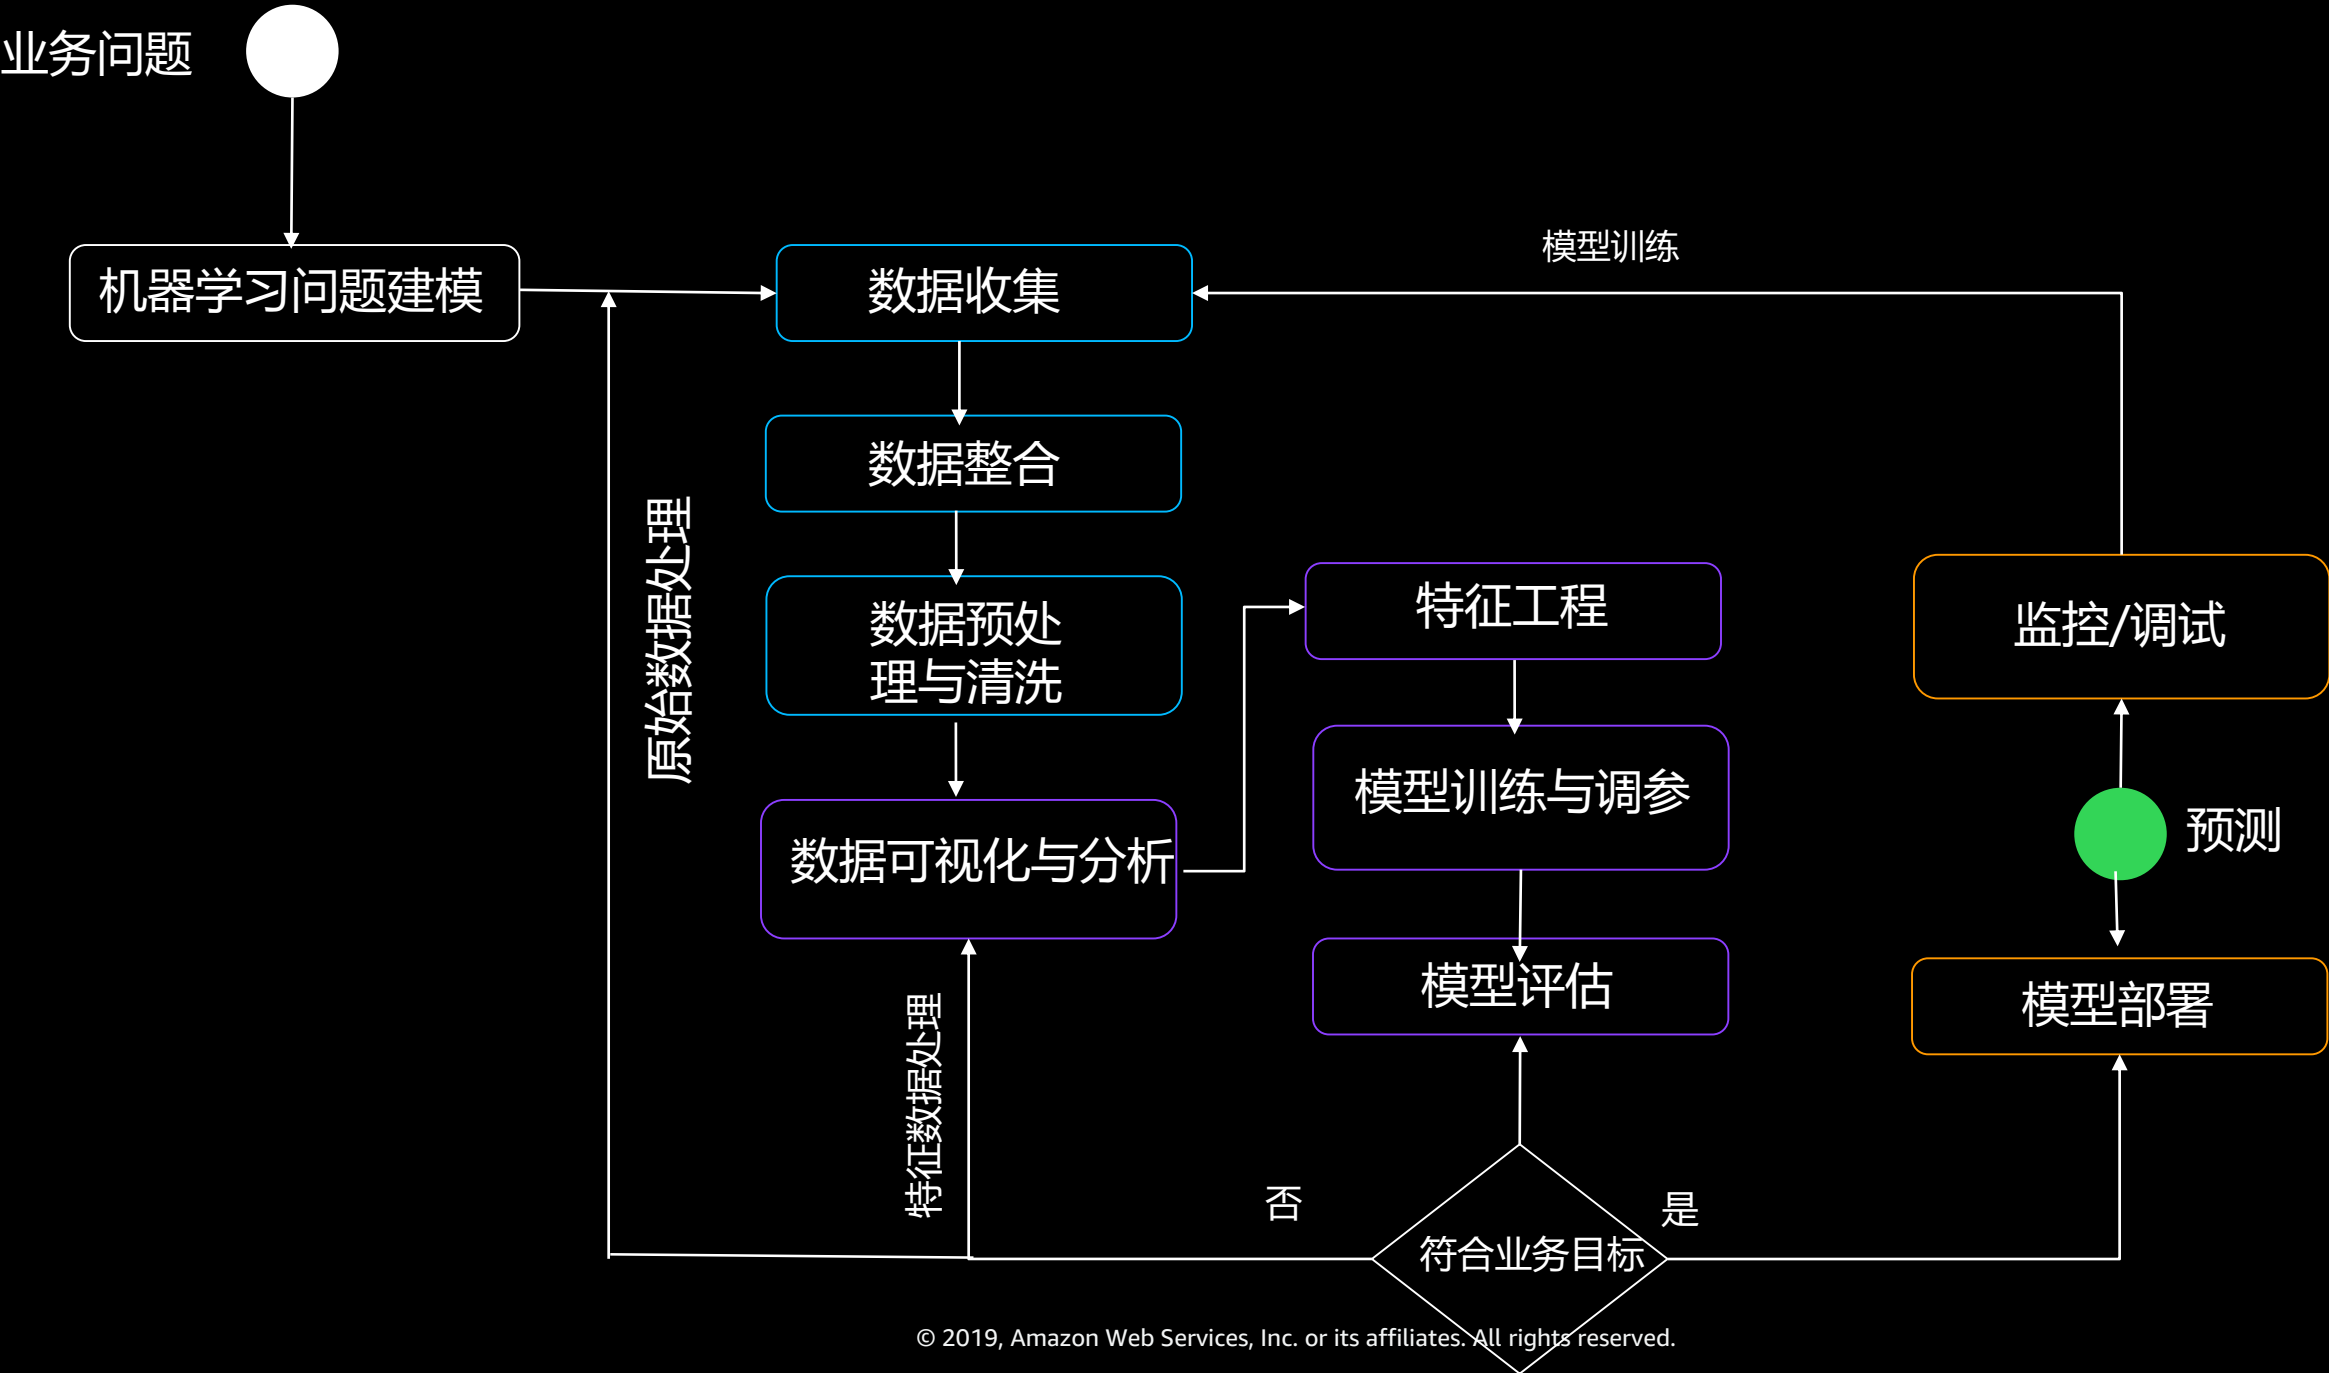 业务问题
机器学习问题建模
数据收集
模型训练
数据整合
原始数据处理
数据预处
理与清洗
特征工程
监控/调试
模型训练与调参
数据可视化与分析
预测
模型评估
模型部署
特征数据处理
否
是
符合业务目标
© 2019, Amazon Web Services, Inc. or its affiliates. All rights reserved.